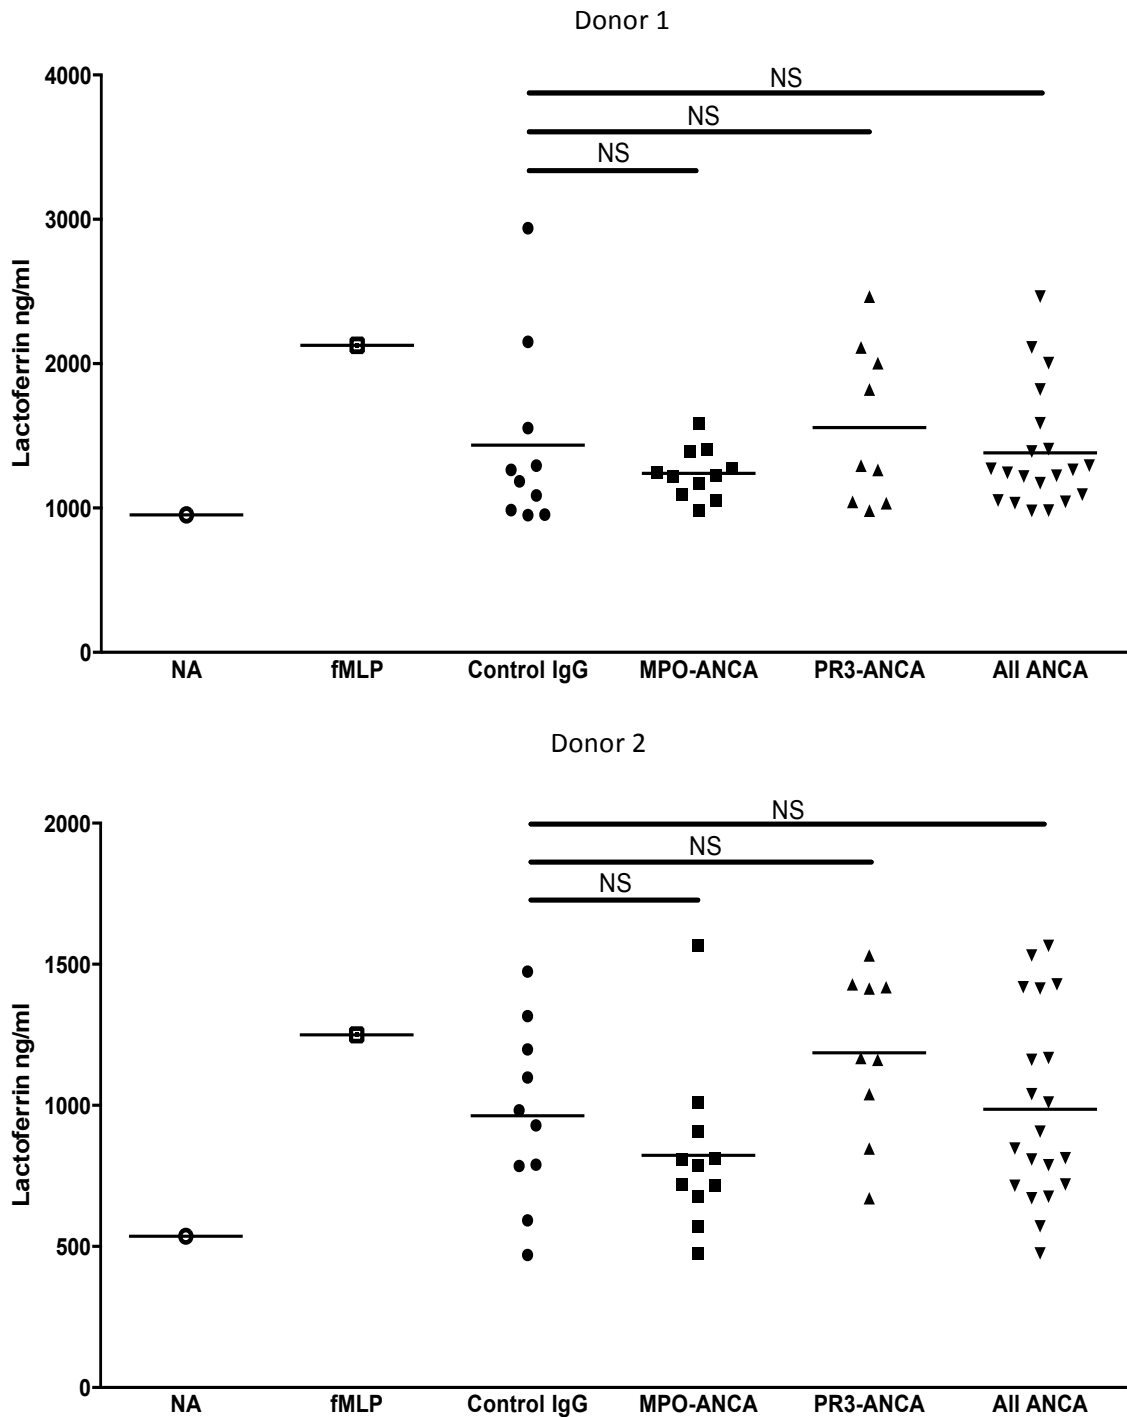 Donor 1
4000
NS
NS
NS
3000
2000
1000
0
Lactoferrin ng/ml
NA fMLP Control IgG MPO-ANCA PR3-ANCA All ANCA
Donor 2
2000
NS
NS
NS
1500
1000
500
0
Lactoferrin ng/ml
NA fMLP Control IgG MPO-ANCA PR3-ANCA All ANCA